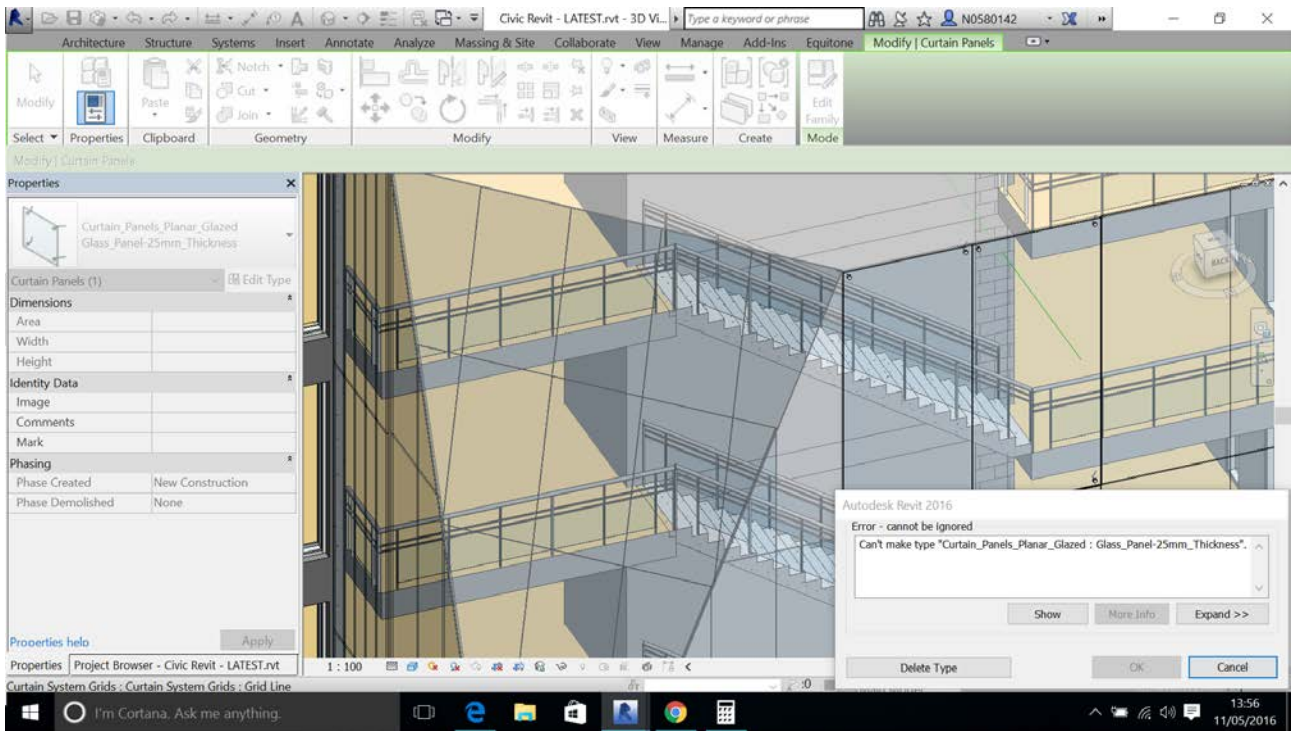 Civic Revit - LATEST.rvt - 3D Vi...
Type a keyword or phrase
N0580142
Architecture Structure Systems Insert Annotate Analyze Massing & Site Collaborate View Manage Add-Ins Equitone Modify | Curtain Panels
Modify
Paste
Notch
Cut
Join
Edit
Family
Select Properties Clipboard Geometry Modify View Measure Create Mode
Modify | Curtain Panels
Properties
Curtain_Panels_Planar_Glazed
Glass_Panel-25mm_Thickness
Curtain Panels (1) Edit Type
Dimensions
Area
Width
Height
Identity Data
Image
Comments
Mark
Phasing
Phase Created New Construction
Phase Demolished None
BACK
Autodesk Revit 2016
Error - cannot be ignored
Can't make type "Curtain_Panels_Planar_Glazed : Glass_Panel-25mm_Thickness".
Show More Info Expand >>
Delete Type OK Cancel
Properties help Apply
Properties Project Browser - Civic Revit - LATEST.rvt 1 : 100
Curtain System Grids : Curtain System Grids : Grid Line :0
I'm Cortana. Ask me anything.
13:56
11/05/2016